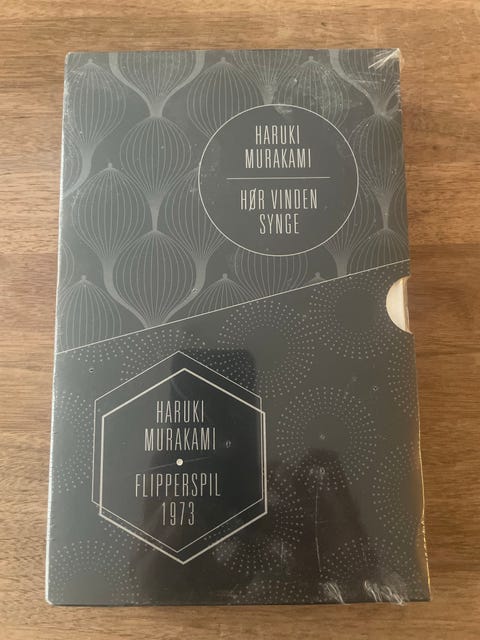 HARUKI
MURAKAMI
HØR VINDEN
SYNGE
HARUKI
MURAKAMI
FLIPPERSPIL
1973